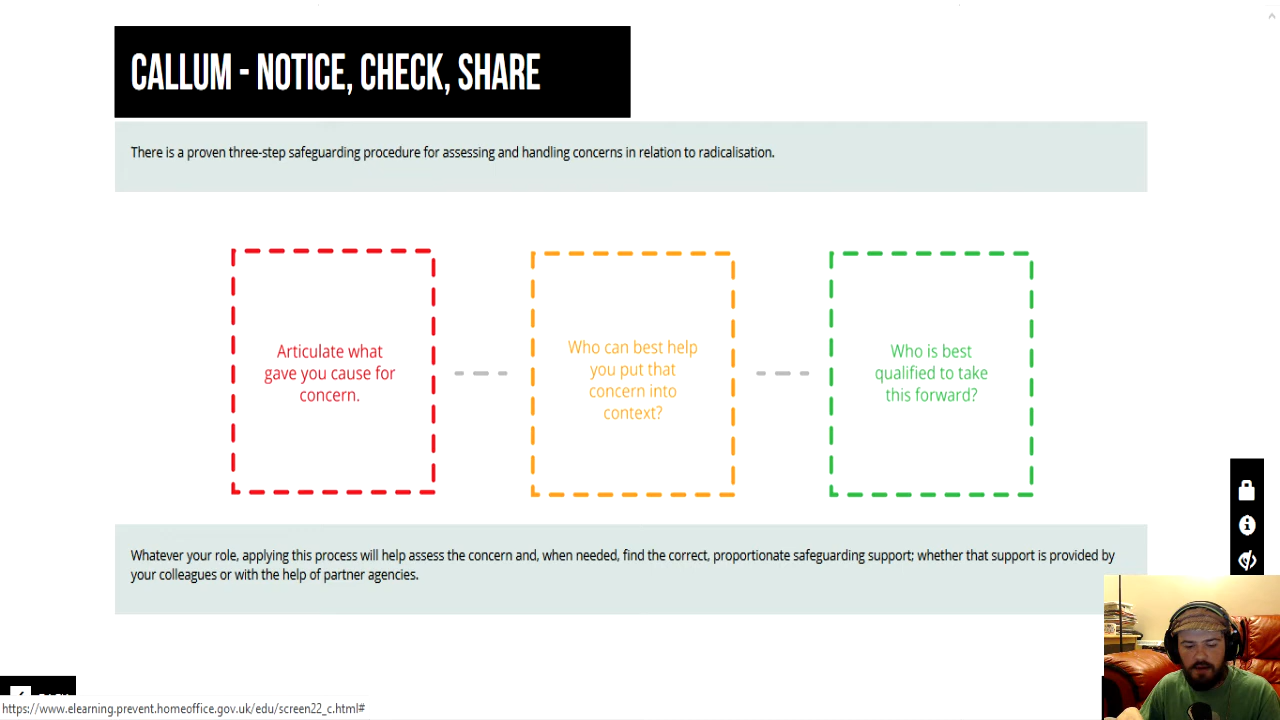 CALLUM - NOTICE, CHECK, SHARE
There is a proven three-step safeguarding procedure for assessing and handling concerns in relation to radicalisation.
Articulate what
gave you cause for
concern.
Who can best help
you put that
concern into
context?
Who is best
qualified to take
this forward?
Whatever your role, applying this process will help assess the concern and, when needed, find the correct, proportionate safeguarding support; whether that support is provided by
your colleagues or with the help of partner agencies.
https://www.elearning.prevent.homeoffice.gov.uk/edu/screen22_c.html#